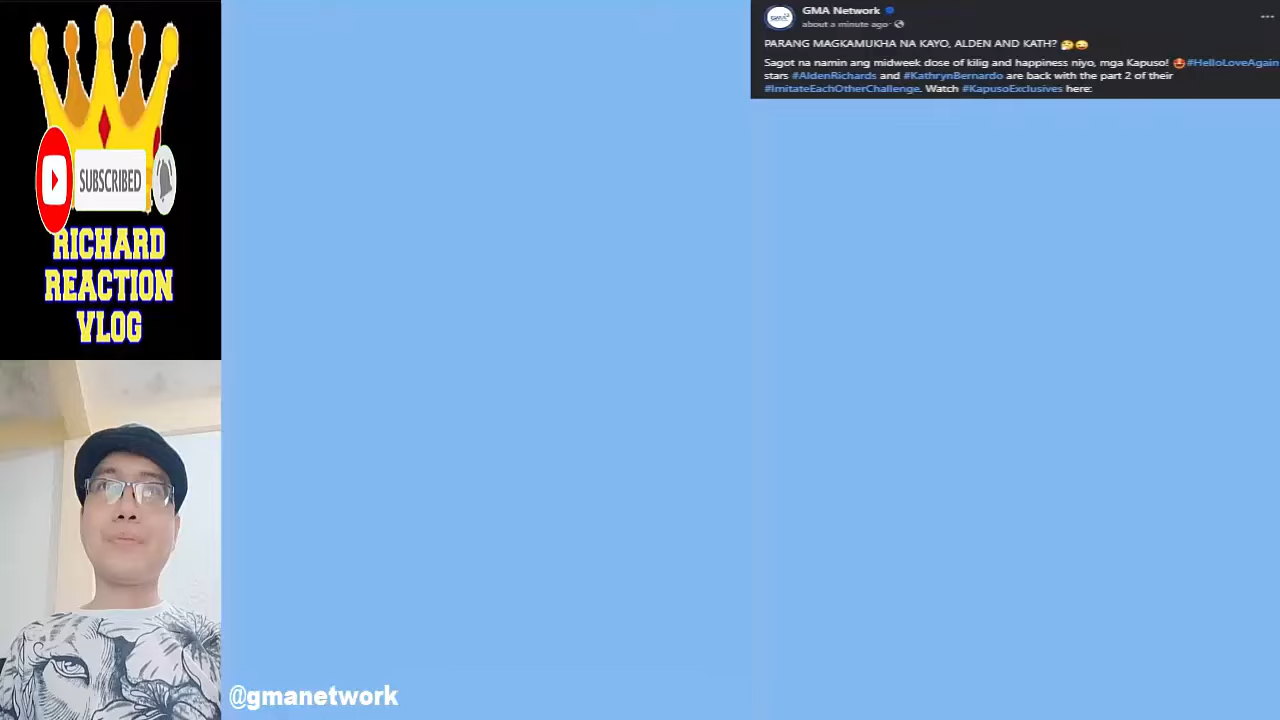 SUBSCRIBED
RICHARD
REACTION
VLOG
GMA Network
about a minute ago
PARANG MAGKAMUKHA NA KAYO, ALDEN AND KATH? 🤔😄
Sagot na namin ang midweek dose of kilig and happiness niyo, mga Kapuso! 🤩#HelloLoveAgain
stars #AldenRichards and #KathrynBernardo are back with the part 2 of their
#ImitateEachOtherChallenge. Watch #KapusoExclusives here:
@gmanetwork